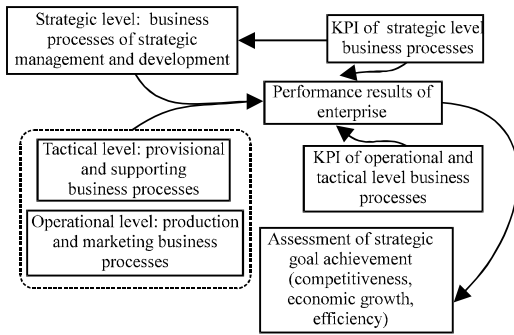 Strategic level: business
processes of strategic
management and development
KPI of strategic level
business processes
Performance results of
enterprise
Tactical level: provisional
and supporting
business processes
KPI of operational and
tactical level business
processes
Operational level: production
and marketing business
processes
Assessment of strategic
goal achievement
(competitiveness,
economic growth,
efficiency)